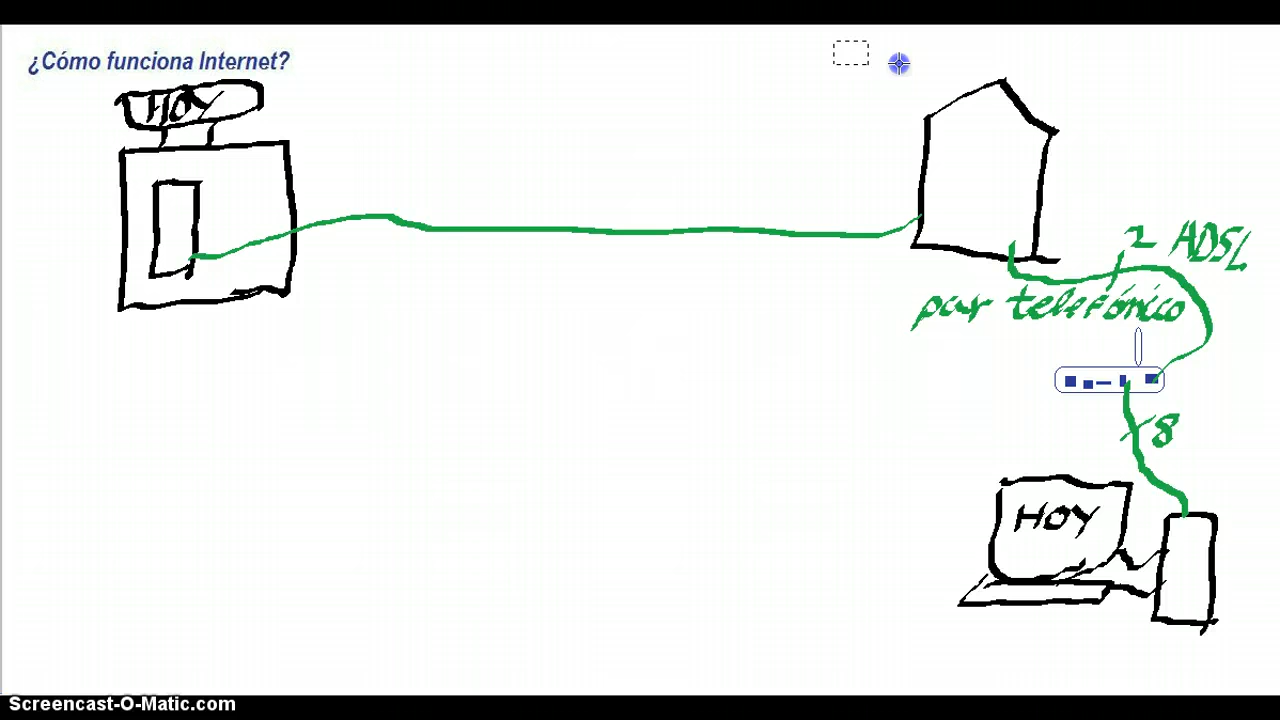 ¿Cómo funciona Internet?
HOY
2 ADSL
par telefónico
8
HOY
Screencast-O-Matic.com